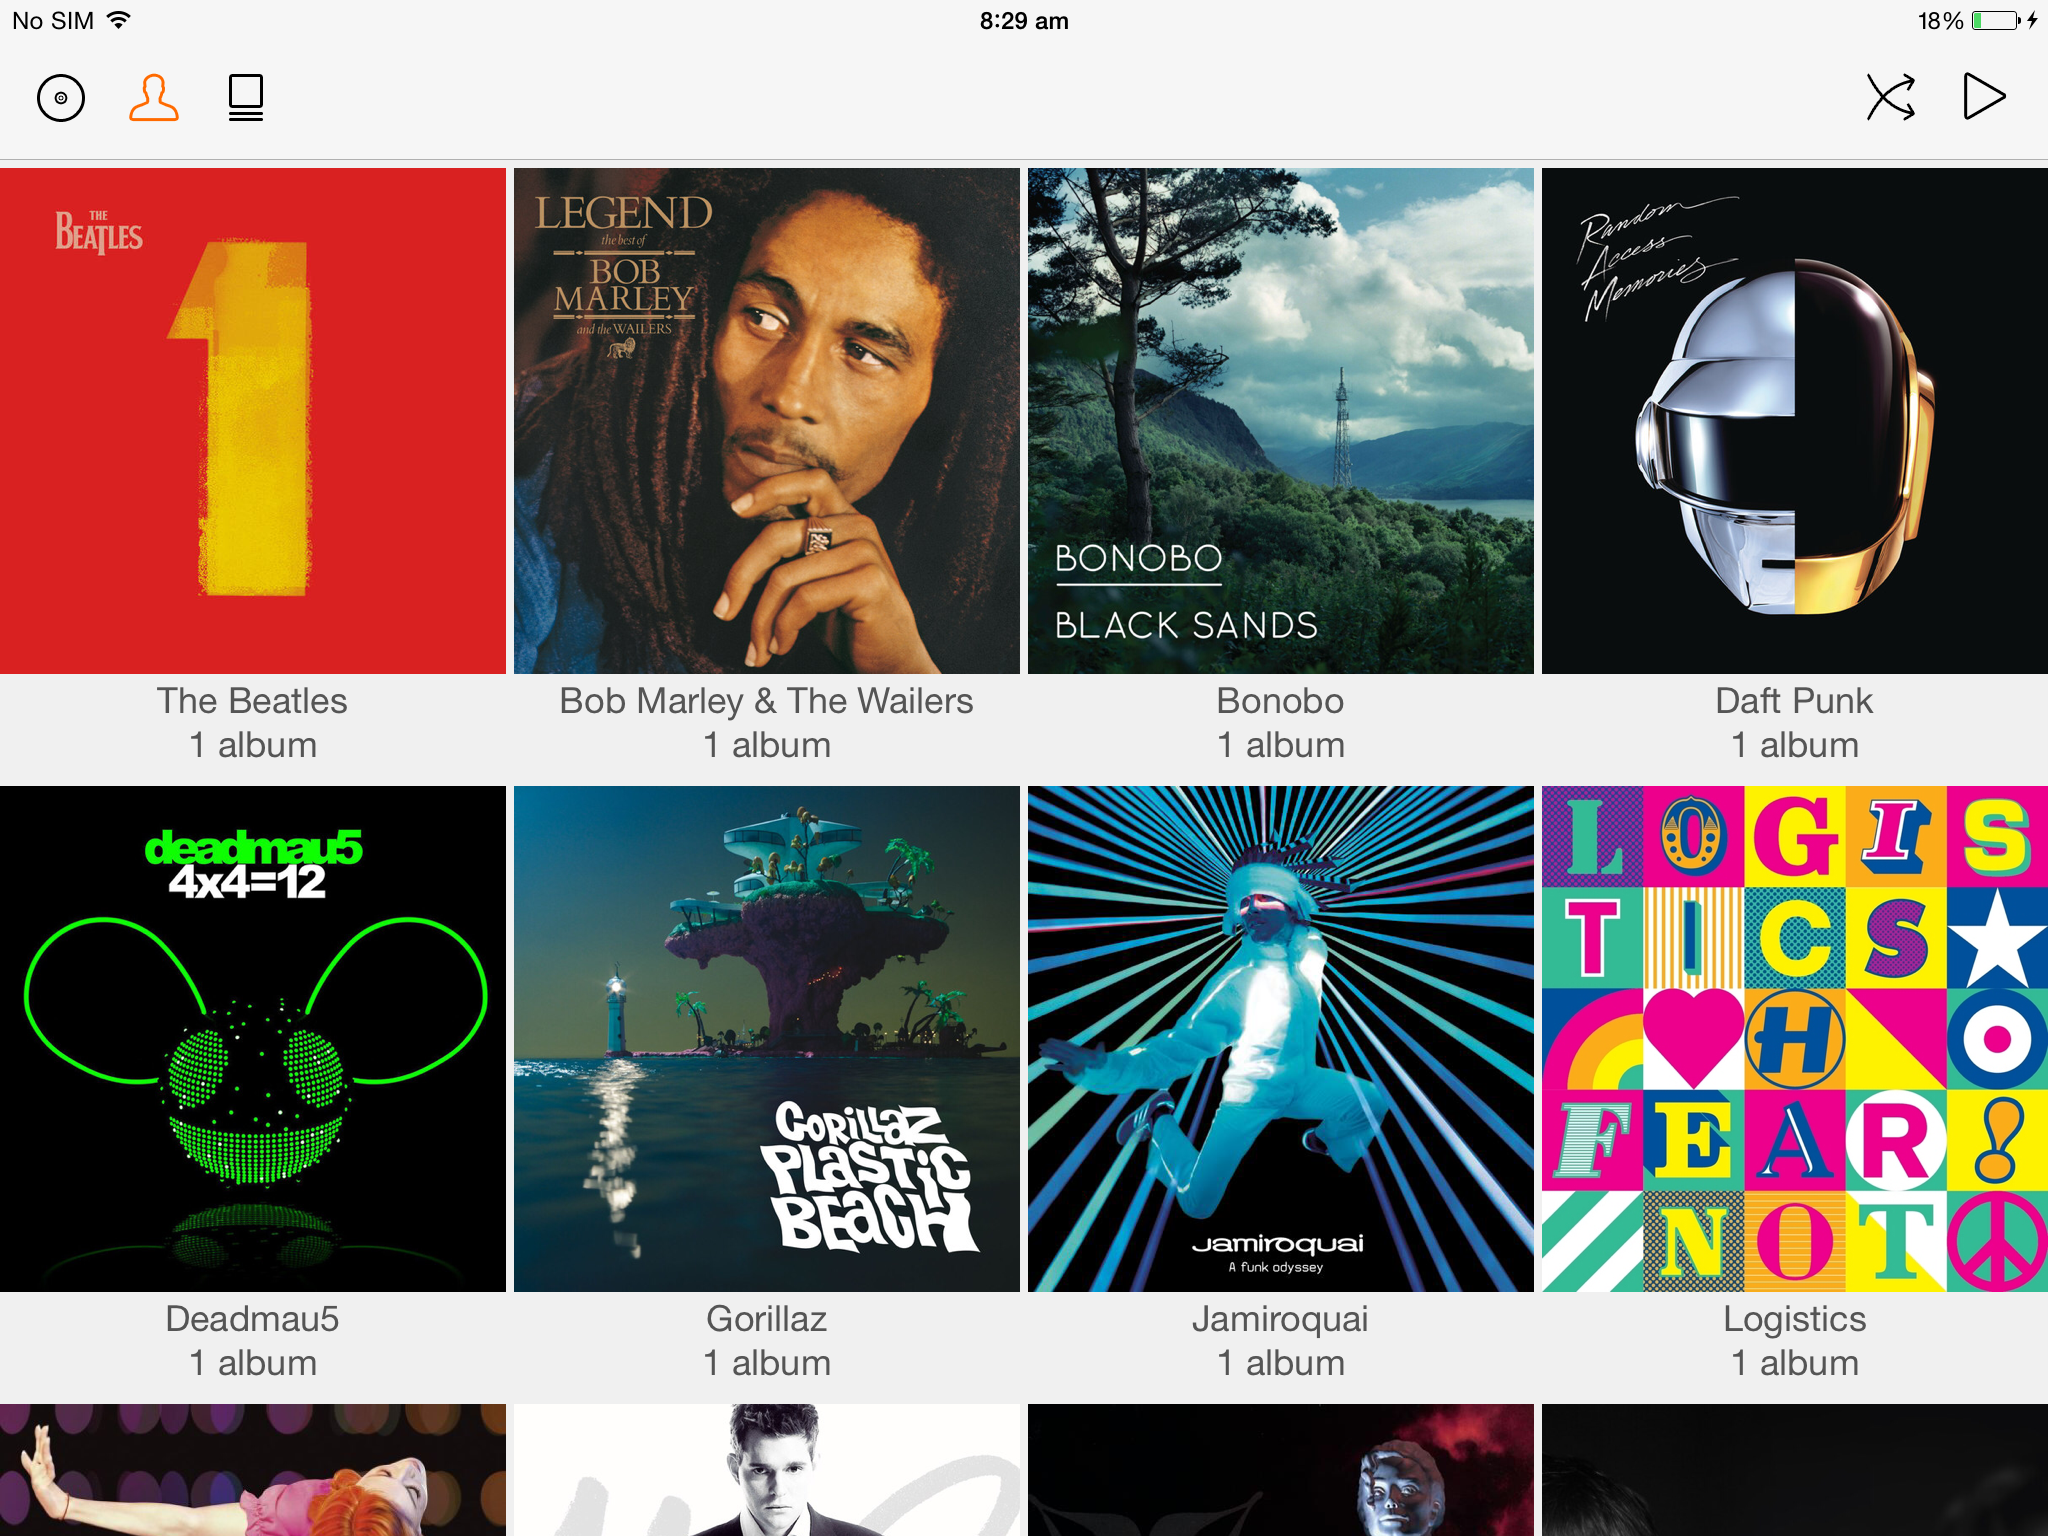 No SIM
8:29 am
18%
THE
BEATLES
1
LEGEND
the best of
BOB
MARLEY
and the WAILERS
BONOBO
BLACK SANDS
Random
Access
Memories
The Beatles
1 album
Bob Marley & The Wailers
1 album
Bonobo
1 album
Daft Punk
1 album
deadmau5
4x4=12
GORILLAZ
PLASTIC
BEACH
Jamiroquai
A funk odyssey
LOGIS
TICS
H
FEAR!
NOT
Deadmau5
1 album
Gorillaz
1 album
Jamiroquai
1 album
Logistics
1 album